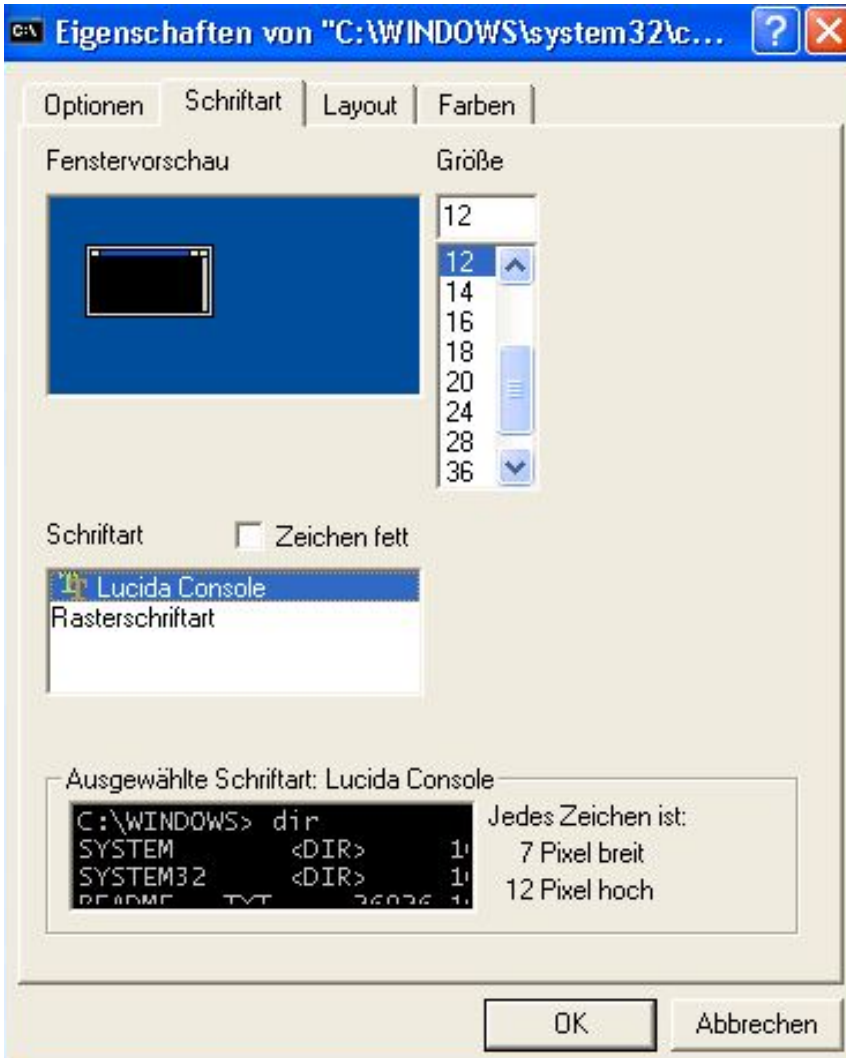 Eigenschaften von "C:\WINDOWS\system32\c...
Optionen Schriftart Layout Farben
Fenstervorschau
Größe
12
12
14
16
18
20
24
28
36
Schriftart Zeichen fett
Lucida Console
Rasterschriftart
Ausgewählte Schriftart: Lucida Console
C:\WINDOWS> dir
SYSTEM <DIR>
SYSTEM32 <DIR>
README TXT
Jedes Zeichen ist:
7 Pixel breit
12 Pixel hoch
OK Abbrechen